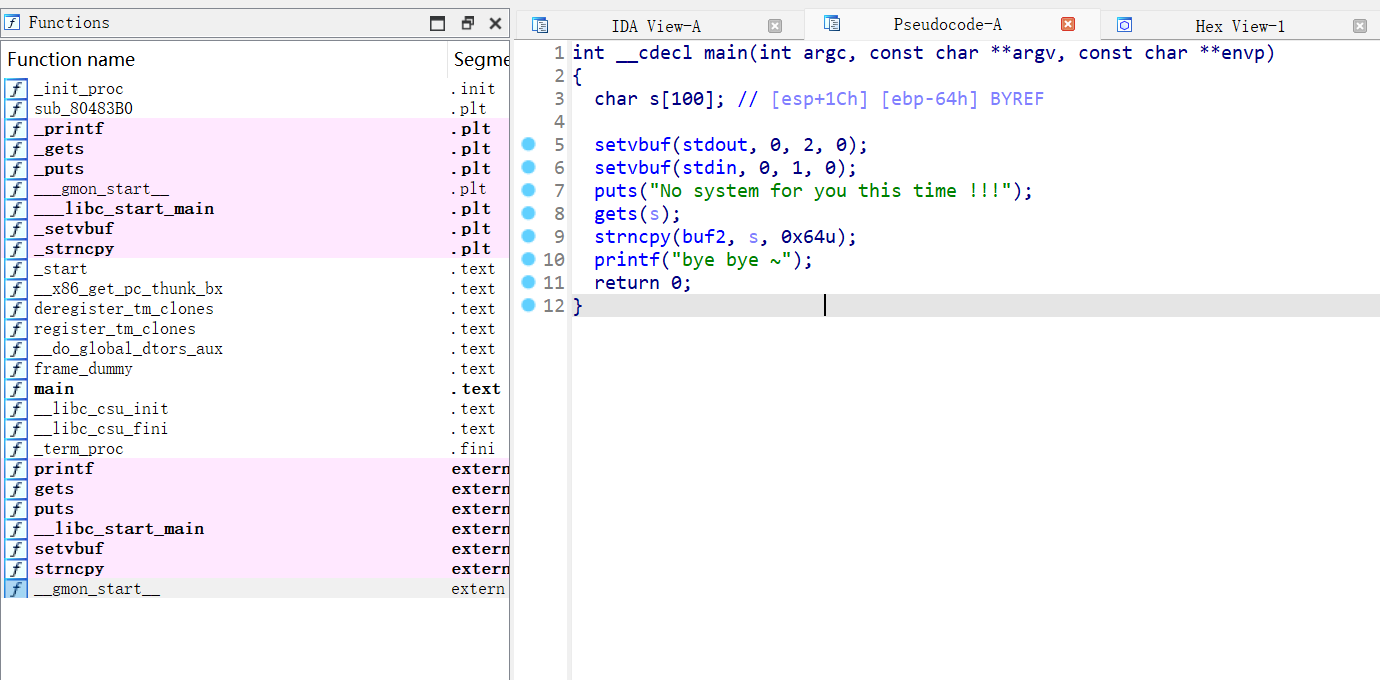 Functions
Function name Segme
_init_proc .init
sub_80483B0 .plt
_printf .plt
_gets .plt
_puts .plt
___gmon_start__ .plt
___libc_start_main .plt
_setvbuf .plt
_strncpy .plt
_start .text
__x86_get_pc_thunk_bx .text
deregister_tm_clones .text
register_tm_clones .text
__do_global_dtors_aux .text
frame_dummy .text
main .text
__libc_csu_init .text
__libc_csu_fini .text
_term_proc .fini
printf extern
gets extern
puts extern
__libc_start_main extern
setvbuf extern
strncpy extern
__gmon_start__ extern
IDA View-A Pseudocode-A Hex View-1
1 int __cdecl main(int argc, const char **argv, const char **envp)
2 {
3 char s[100]; // [esp+1Ch] [ebp-64h] BYREF
4
5 setvbuf(stdout, 0, 2, 0);
6 setvbuf(stdin, 0, 1, 0);
7 puts("No system for you this time !!!");
8 gets(s);
9 strncpy(buf2, s, 0x64u);
10 printf("bye bye ~");
11 return 0;
12 }